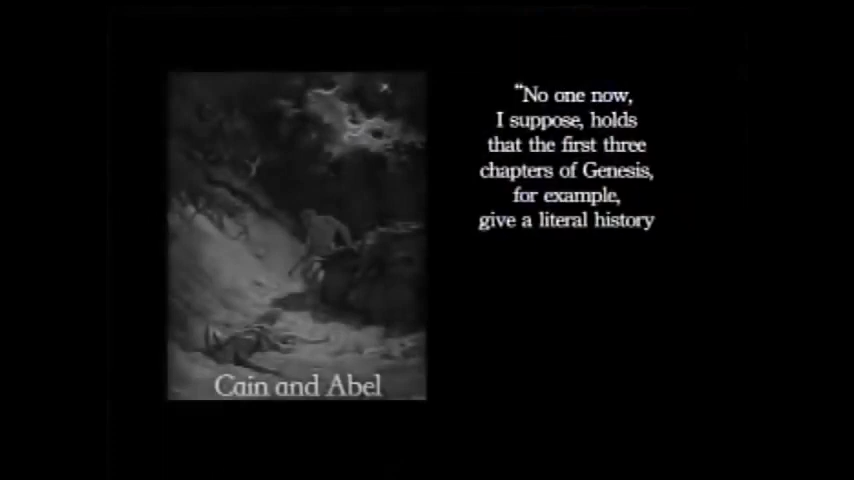 "No one now,
I suppose, holds
that the first three
chapters of Genesis,
for example,
give a literal history
Cain and Abel